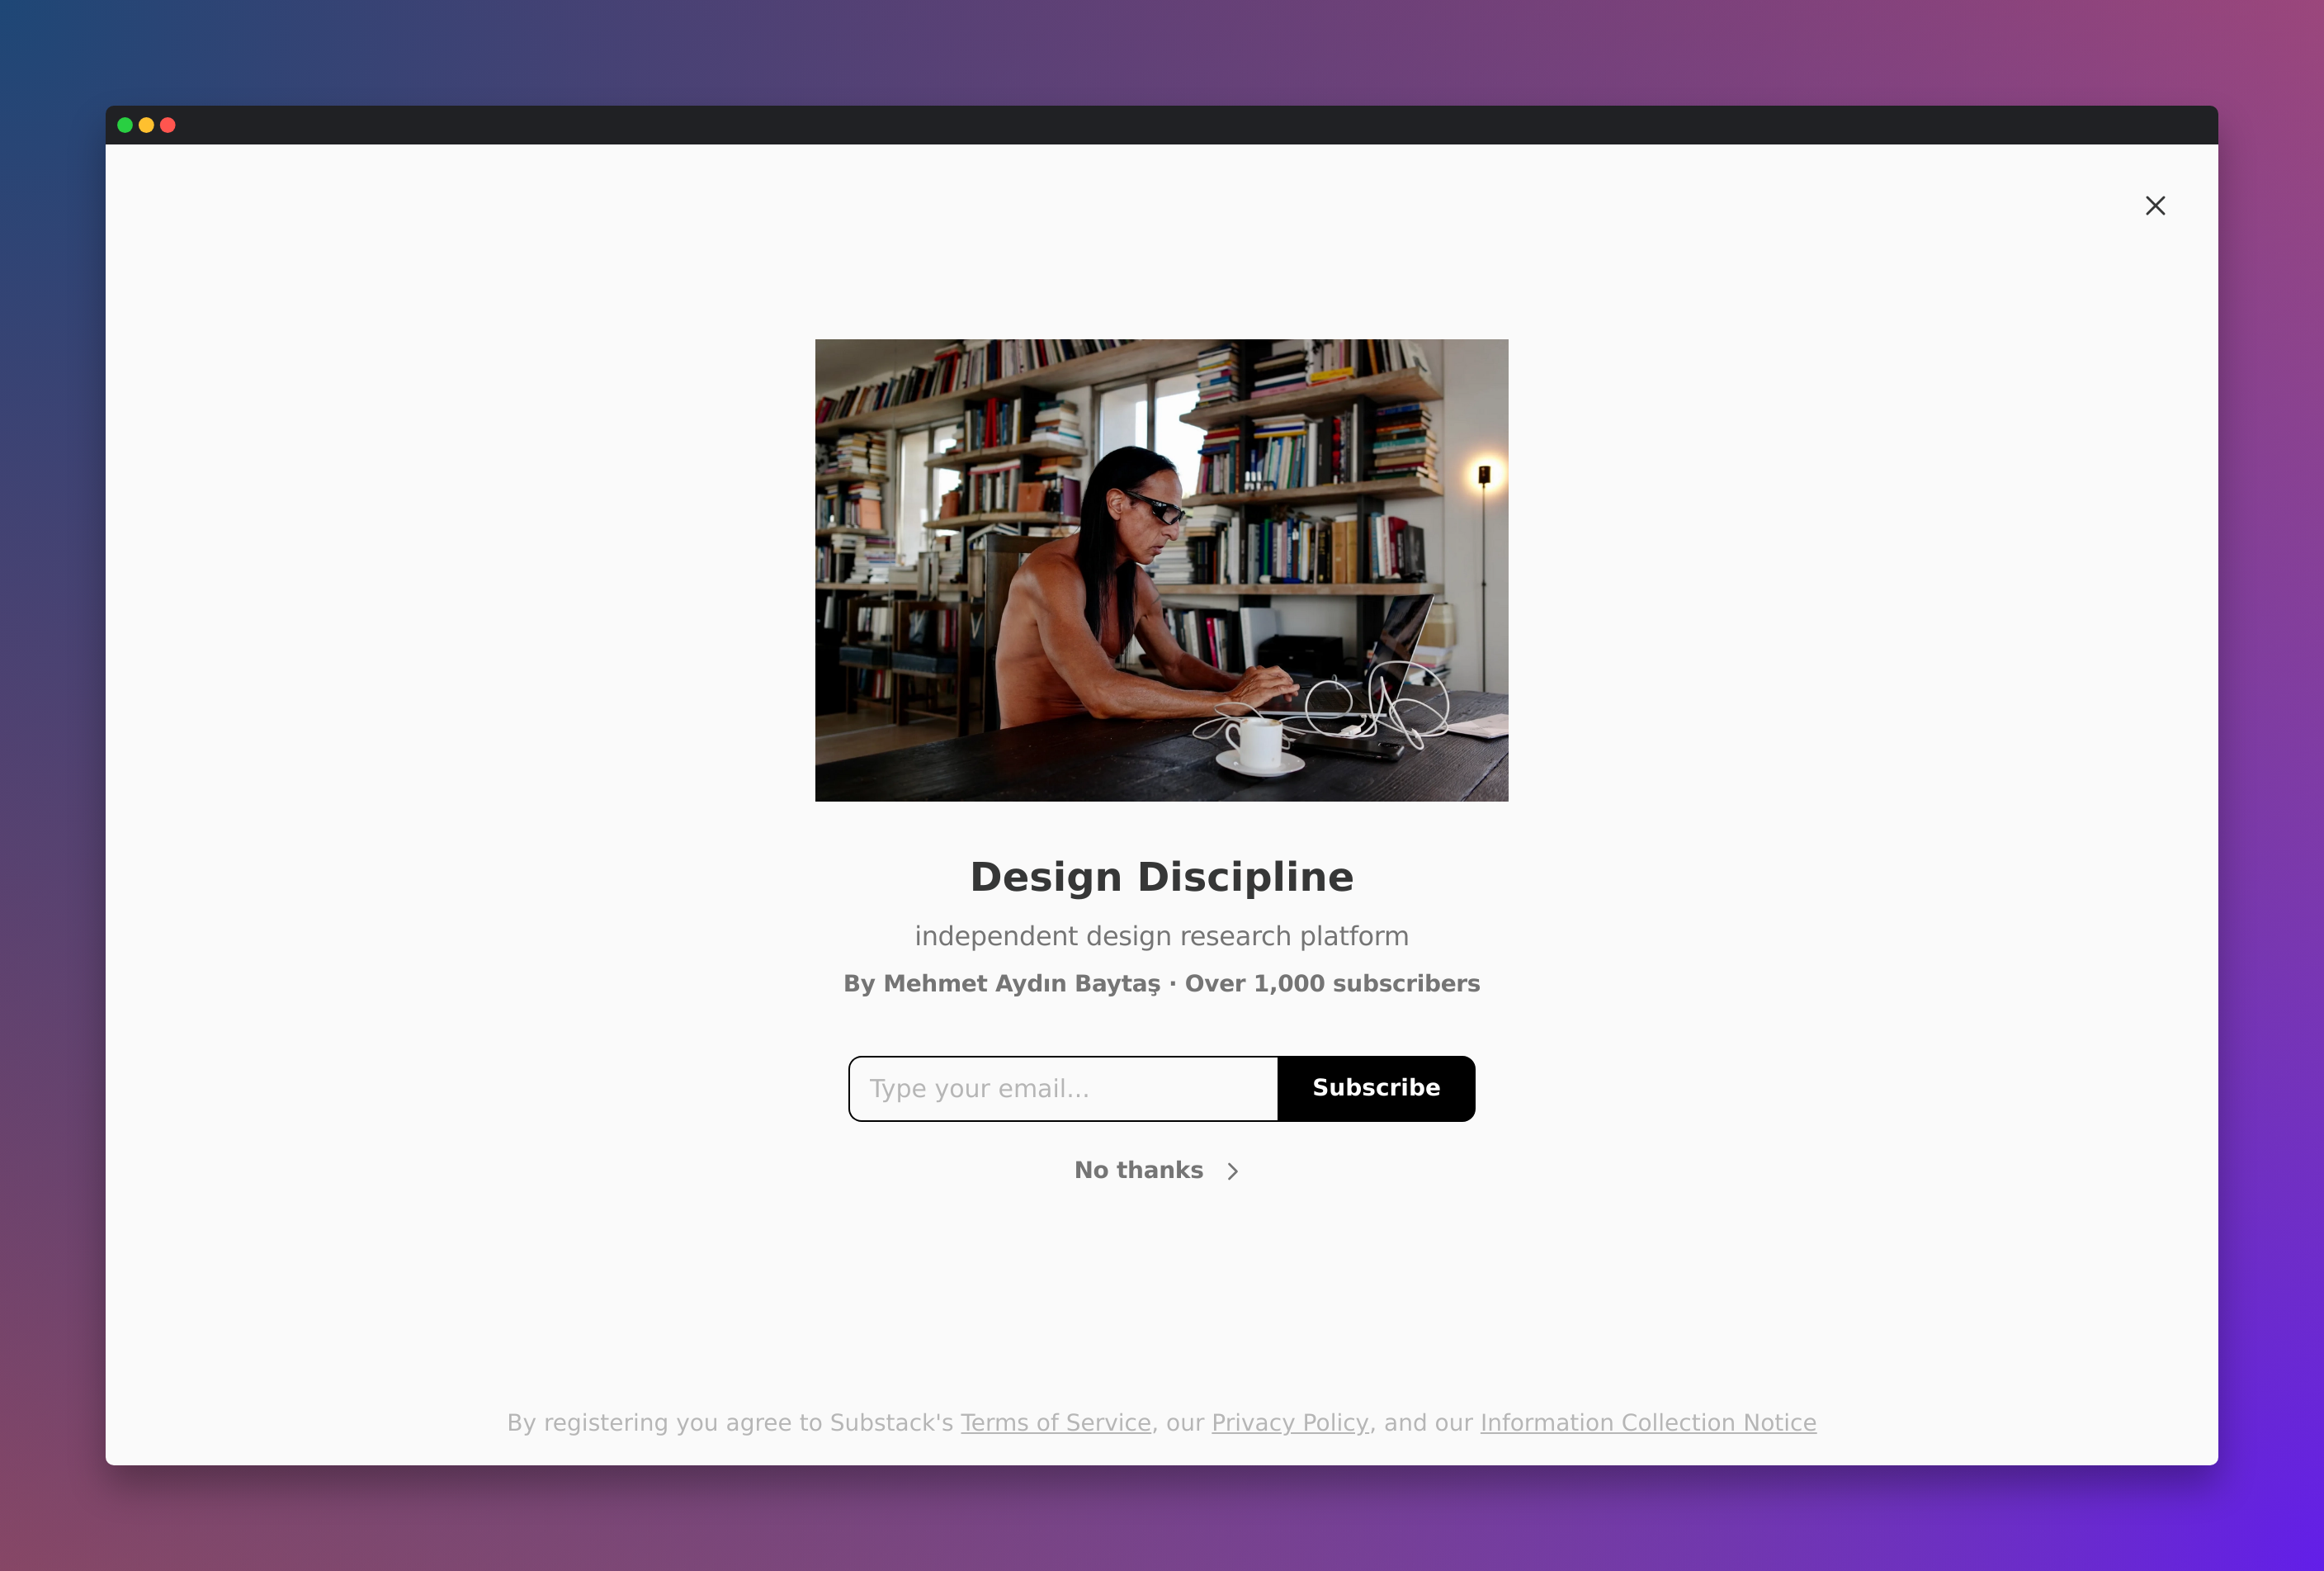 Design Discipline
independent design research platform
By Mehmet Aydın Baytaş · Over 1,000 subscribers
Type your email...
Subscribe
No thanks
By registering you agree to Substack's Terms of Service, our Privacy Policy, and our Information Collection Notice